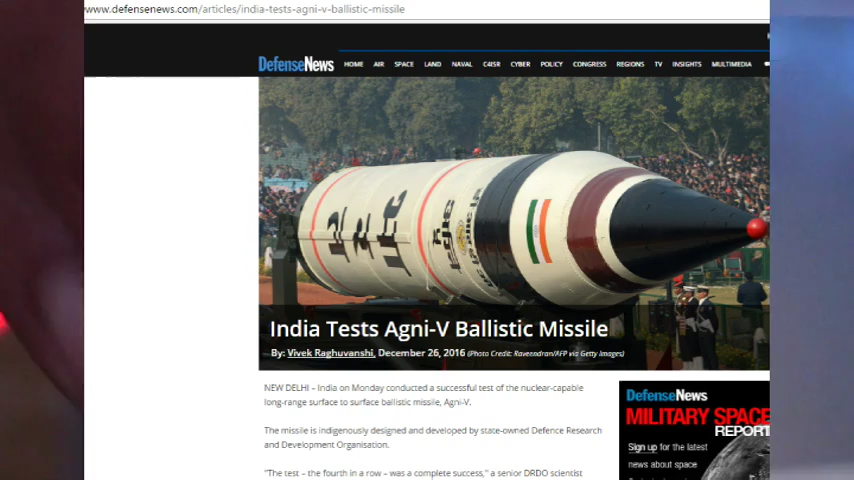 www.defensenews.com/articles/india-tests-agni-v-ballistic-missile
DefenseNews HOME AIR SPACE LAND NAVAL C4ISR CYBER POLICY CONGRESS REGIONS TV INSIGHTS MULTIMEDIA
India Tests Agni-V Ballistic Missile
By: Vivek Raghuvanshi, December 26, 2016 (Photo Credit: Raveendran/AFP via Getty Images)
NEW DELHI – India on Monday conducted a successful test of the nuclear-capable
long-range surface to surface ballistic missile, Agni-V.
The missile is indigenously designed and developed by state-owned Defence Research
and Development Organisation.
"The test – the fourth in a row – was a complete success," a senior DRDO scientist
DefenseNews
MILITARY SPACE
REPORT
Sign up for the latest
news about space